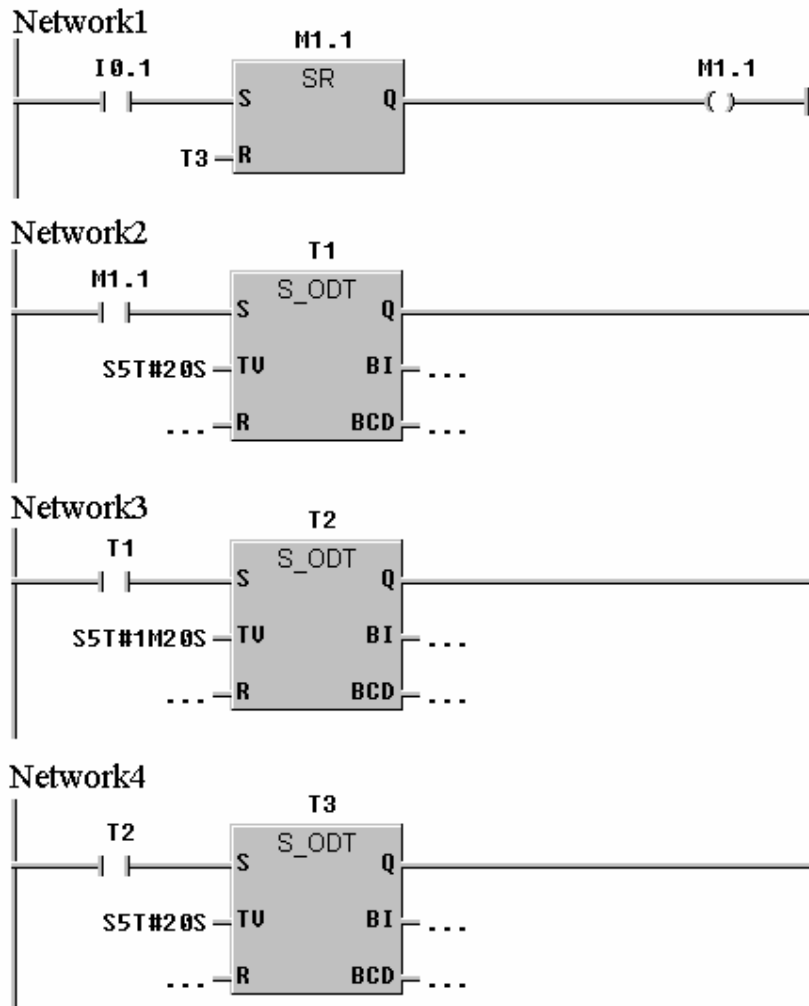 Network1
M1.1
I0.1 SR M1.1
S Q
T3 R
Network2
T1
M1.1 S_ODT
S Q
S5T#20S TV BI ...
... R BCD ...
Network3
T2
T1 S_ODT
S Q
S5T#1M20S TV BI ...
... R BCD ...
Network4
T3
T2 S_ODT
S Q
S5T#20S TV BI ...
... R BCD ...